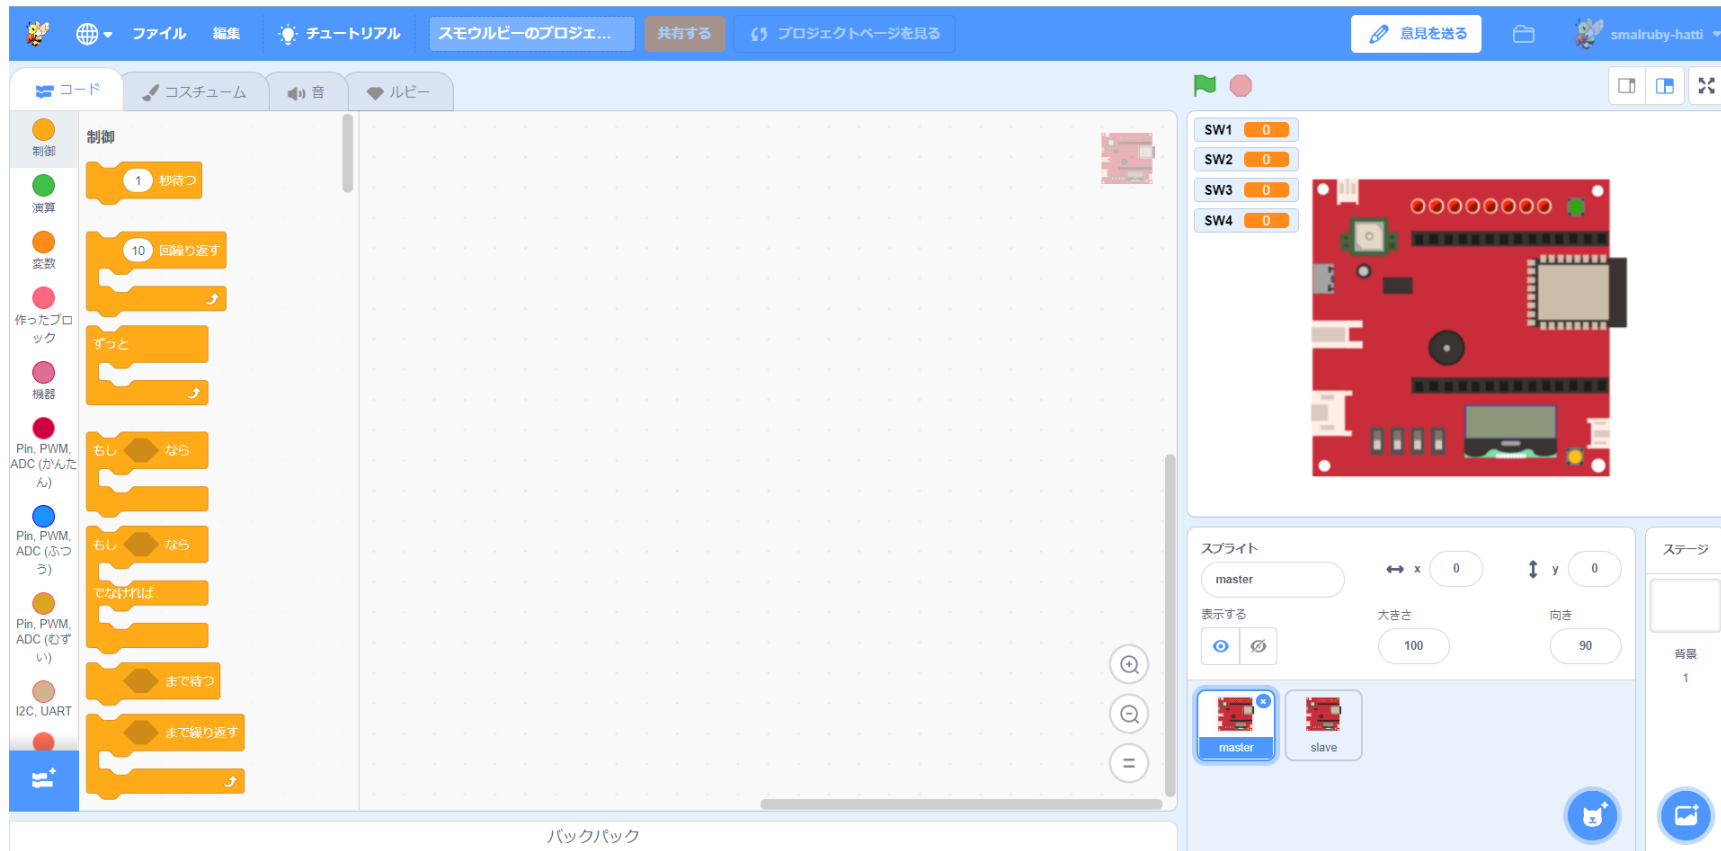 ファイル 編集 チュートリアル スモウルビーのプロジェ... 共有する プロジェクトページを見る 意見を送る smalruby-hatti
コード コスチューム 音 ルビー
制御
演算
変数
作ったブロ
ック
機器
Pin, PWM,
ADC (かんた
ん)
Pin, PWM,
ADC (ふつ
う)
Pin, PWM,
ADC (むず
い)
I2C, UART
制御
1 秒待つ
10 回繰り返す
ずっと
もし なら
もし なら
でなければ
まで待つ
まで繰り返す
バックパック
SW1 0
SW2 0
SW3 0
SW4 0
スプライト
master
x 0 y 0
表示する 大きさ 向き
100 90
master slave
ステージ
背景
1